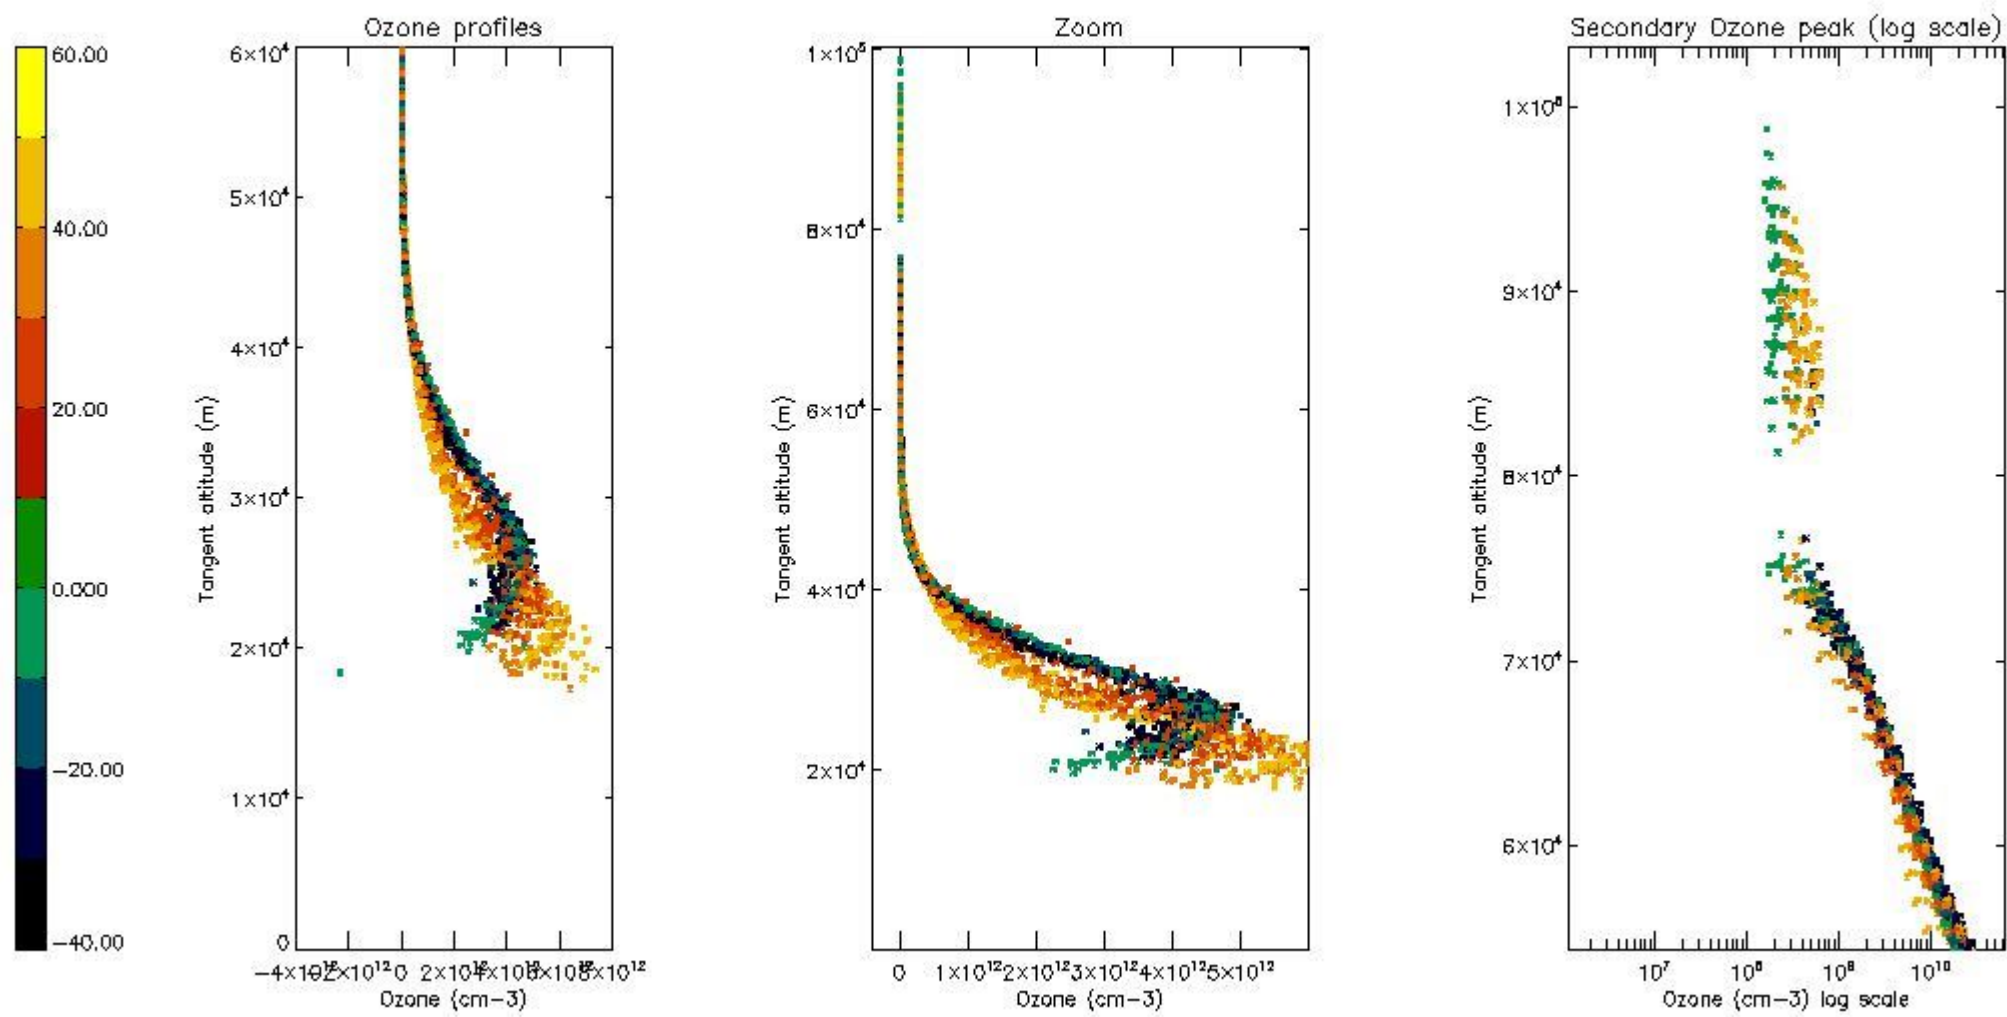 Ozone profiles
Zoom
Secondary Ozone peak (log scale)
60.00
40.00
20.00
0.000
-20.00
-40.00
6×10⁴
5×10⁴
4×10⁴
3×10⁴
2×10⁴
1×10⁴
0
Tangent altitude (m)
0
Ozone (cm-3)
1×10⁵
8×10⁴
6×10⁴
4×10⁴
2×10⁴
Tangent altitude (m)
0 1×10¹² 2×10¹² 3×10¹² 4×10¹² 5×10¹²
Ozone (cm-3)
9×10⁴
8×10⁴
7×10⁴
6×10⁴
Tangent altitude (m)
10⁷ 10⁸ 10⁹ 10¹⁰
Ozone (cm-3) log scale